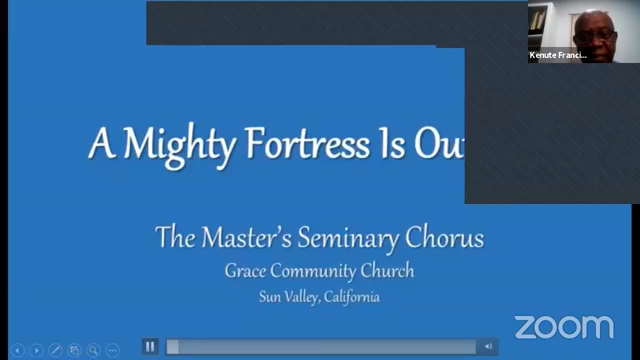 Kenute Franci...
A Mighty Fortress Is Ou
The Master's Seminary Chorus
Grace Community Church
Sun Valley, California
zoom